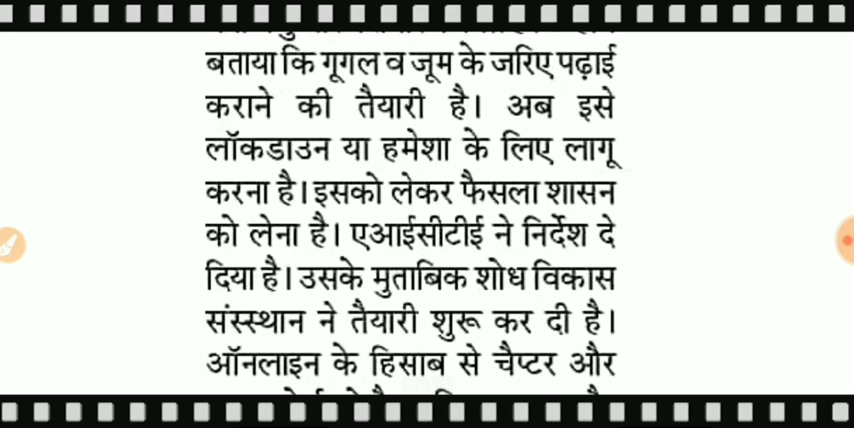 बताया कि गूगल व जूम के जरिए पढ़ाई
कराने की तैयारी है। अब इसे
लॉकडाउन या हमेशा के लिए लागू
करना है। इसको लेकर फैसला शासन
को लेना है। एआईसीटीई ने निर्देश दे
दिया है। उसके मुताबिक शोध विकास
संस्स्थान ने तैयारी शुरू कर दी है।
ऑनलाइन के हिसाब से चैप्टर और